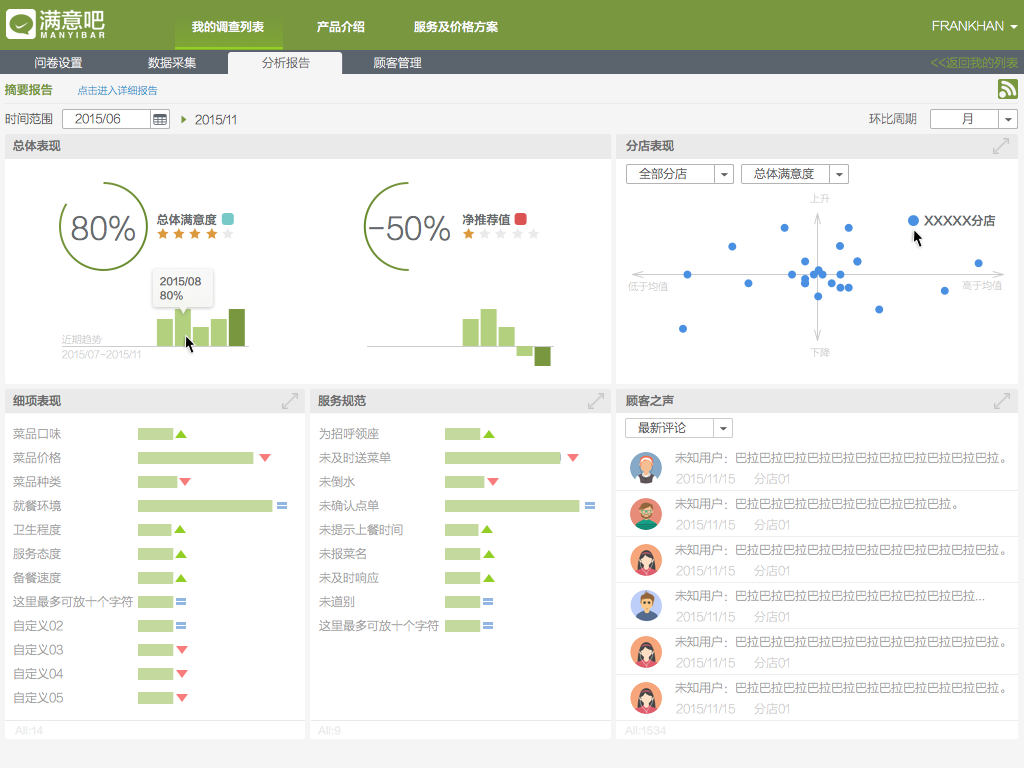 满意吧
MANYIBAR
我的调查列表 产品介绍 服务及价格方案
FRANKHAN
问卷设置 数据采集 分析报告 顾客管理
<<返回我的列表
摘要报告 点击进入详细报告
时间范围 2015/06 2015/11
环比周期 月
总体表现
80%
总体满意度
-50%
净推荐值
2015/08
80%
近期趋势
2015/07-2015/11
分店表现
全部分店 总体满意度
上升
XXXXX分店
低于均值 高于均值
下降
细项表现
菜品口味
菜品价格
菜品种类
就餐环境
卫生程度
服务态度
备餐速度
这里最多可放十个字符
自定义02
自定义03
自定义04
自定义05
All:14
服务规范
为招呼领座
未及时送菜单
未倒水
未确认点单
未提示上餐时间
未报菜名
未及时响应
未道别
这里最多可放十个字符
All:9
顾客之声
最新评论
未知用户：巴拉巴拉巴拉巴拉巴拉巴拉巴拉巴拉巴拉巴拉巴拉。
2015/11/15 分店01
未知用户：巴拉巴拉巴拉巴拉巴拉巴拉巴拉巴拉巴拉。
2015/11/15 分店01
未知用户：巴拉巴拉巴拉巴拉巴拉巴拉巴拉巴拉巴拉巴拉巴拉。
2015/11/15 分店01
未知用户：巴拉巴拉巴拉巴拉巴拉巴拉巴拉巴拉巴拉巴拉...
2015/11/15 分店01
未知用户：巴拉巴拉巴拉巴拉巴拉巴拉巴拉巴拉巴拉巴拉巴拉。
2015/11/15 分店01
未知用户：巴拉巴拉巴拉巴拉巴拉巴拉巴拉巴拉巴拉巴拉巴拉。
2015/11/15 分店01
All:1534